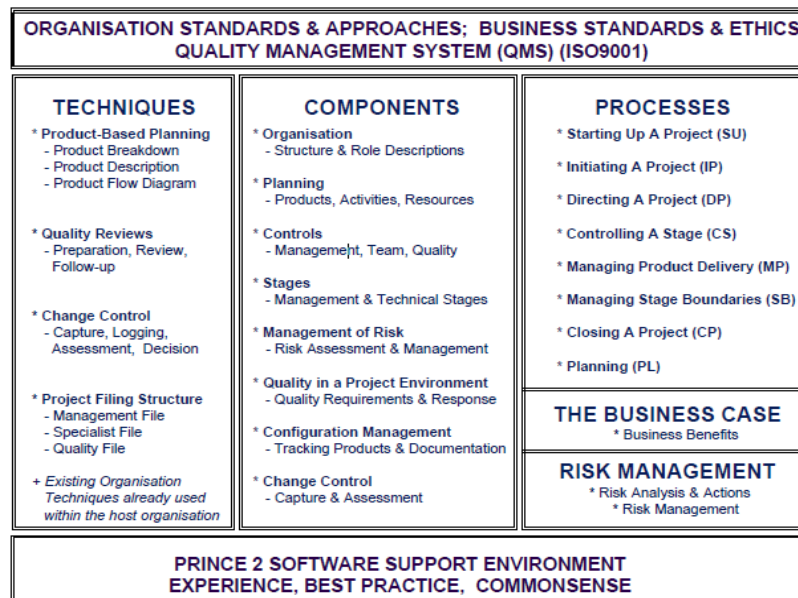 ORGANISATION STANDARDS & APPROACHES; BUSINESS STANDARDS & ETHICS
QUALITY MANAGEMENT SYSTEM (QMS) (ISO9001)
TECHNIQUES
* Product-Based Planning
- Product Breakdown
- Product Description
- Product Flow Diagram
* Quality Reviews
- Preparation, Review,
Follow-up
* Change Control
- Capture, Logging,
Assessment, Decision
* Project Filing Structure
- Management File
- Specialist File
- Quality File
+ Existing Organisation
Techniques already used
within the host organisation
COMPONENTS
* Organisation
- Structure & Role Descriptions
* Planning
- Products, Activities, Resources
* Controls
- Management, Team, Quality
* Stages
- Management & Technical Stages
* Management of Risk
- Risk Assessment & Management
* Quality in a Project Environment
- Quality Requirements & Response
* Configuration Management
- Tracking Products & Documentation
* Change Control
- Capture & Assessment
PROCESSES
* Starting Up A Project (SU)
* Initiating A Project (IP)
* Directing A Project (DP)
* Controlling A Stage (CS)
* Managing Product Delivery (MP)
* Managing Stage Boundaries (SB)
* Closing A Project (CP)
* Planning (PL)
THE BUSINESS CASE
* Business Benefits
RISK MANAGEMENT
* Risk Analysis & Actions
* Risk Management
PRINCE 2 SOFTWARE SUPPORT ENVIRONMENT
EXPERIENCE, BEST PRACTICE, COMMONSENSE